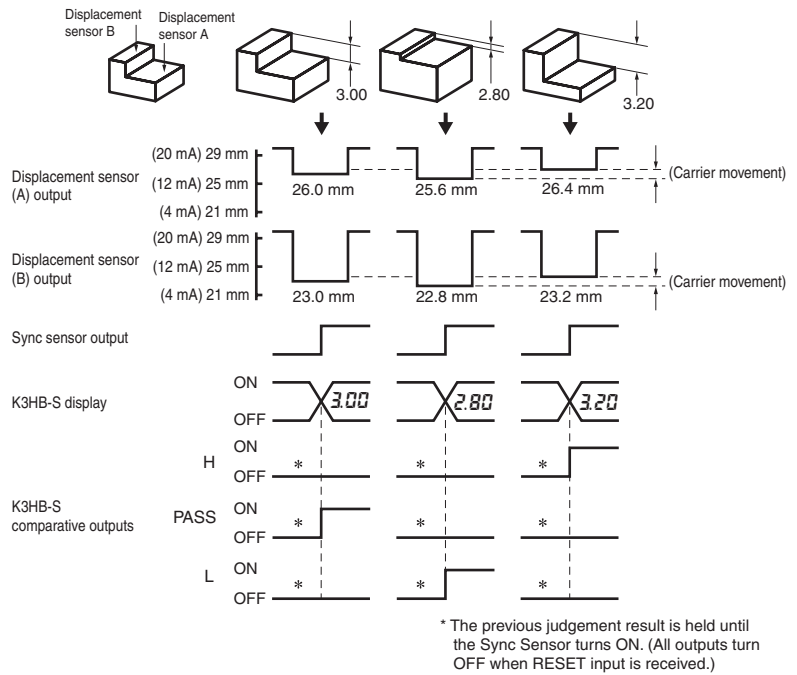 Displacement
sensor B
Displacement
sensor A
3.00
2.80
3.20
Displacement sensor
(A) output
(20 mA) 29 mm
(12 mA) 25 mm
(4 mA) 21 mm
26.0 mm
25.6 mm
26.4 mm
(Carrier movement)
Displacement sensor
(B) output
(20 mA) 29 mm
(12 mA) 25 mm
(4 mA) 21 mm
23.0 mm
22.8 mm
23.2 mm
(Carrier movement)
Sync sensor output
K3HB-S display
ON
OFF
3.00
2.80
3.20
K3HB-S
comparative outputs
H
ON
OFF
*
*
*
PASS
ON
OFF
*
*
*
L
ON
OFF
*
*
*
* The previous judgement result is held until
the Sync Sensor turns ON. (All outputs turn
OFF when RESET input is received.)